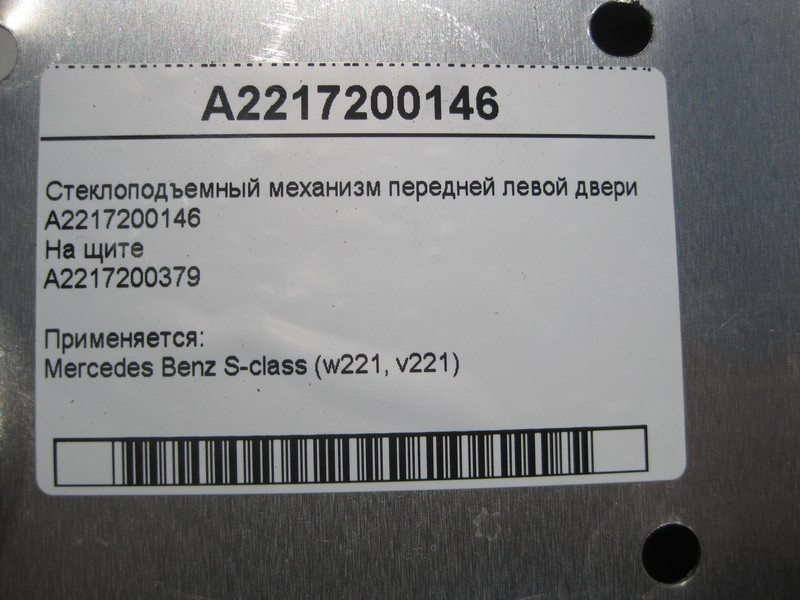 A2217200146
Стеклоподъемный механизм передней левой двери
A2217200146
На щите
A2217200379
Применяется:
Mercedes Benz S-class (w221, v221)